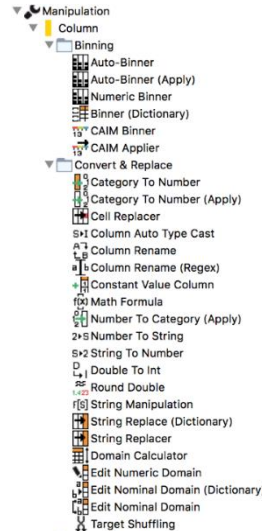 Manipulation
Column
Binning
Auto-Binner
Auto-Binner (Apply)
Numeric Binner
Binner (Dictionary)
CAIM Binner
CAIM Applier
Convert & Replace
Category To Number
Category To Number (Apply)
Cell Replacer
S▸I Column Auto Type Cast
Column Rename
a b Column Rename (Regex)
Constant Value Column
f(x) Math Formula
Number To Category (Apply)
2▸S Number To String
S▸2 String To Number
D I Double To Int
1.423 Round Double
f[S] String Manipulation
String Replace (Dictionary)
String Replacer
Domain Calculator
Edit Numeric Domain
Edit Nominal Domain (Dictionary
Edit Nominal Domain
Target Shuffling